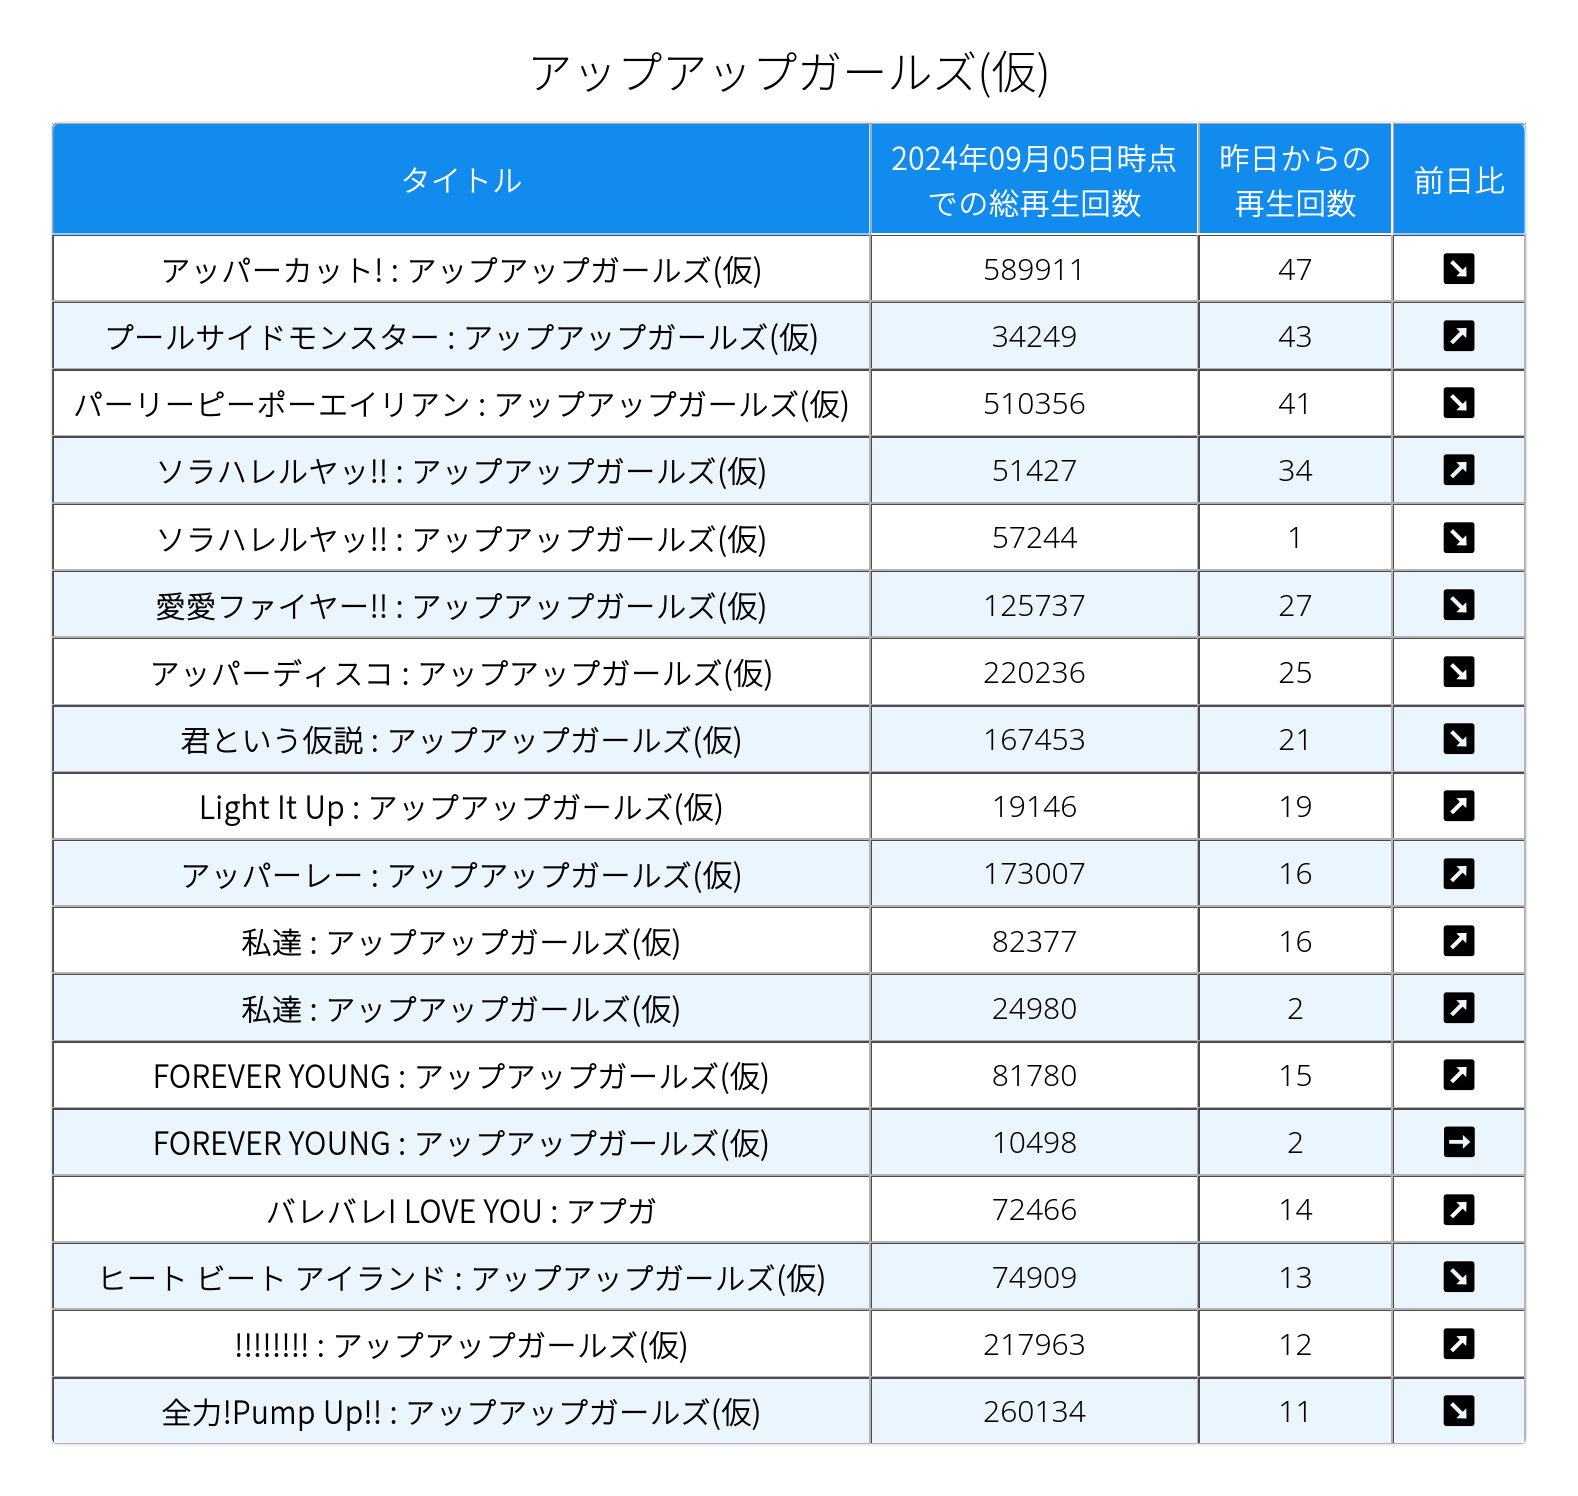 アップアップガールズ(仮)
タイトル 2024年09月05日時点での総再生回数 昨日からの再生回数 前日比
アッパーカット! : アップアップガールズ(仮) 589911 47 ↘
プールサイドモンスター : アップアップガールズ(仮) 34249 43 ↗
パーリーピーポーエイリアン : アップアップガールズ(仮) 510356 41 ↘
ソラハレルヤッ!! : アップアップガールズ(仮) 51427 34 ↗
ソラハレルヤッ!! : アップアップガールズ(仮) 57244 1 ↘
愛愛ファイヤー!! : アップアップガールズ(仮) 125737 27 ↘
アッパーディスコ : アップアップガールズ(仮) 220236 25 ↘
君という仮説 : アップアップガールズ(仮) 167453 21 ↘
Light It Up : アップアップガールズ(仮) 19146 19 ↗
アッパーレー : アップアップガールズ(仮) 173007 16 ↗
私達 : アップアップガールズ(仮) 82377 16 ↗
私達 : アップアップガールズ(仮) 24980 2 ↗
FOREVER YOUNG : アップアップガールズ(仮) 81780 15 ↗
FOREVER YOUNG : アップアップガールズ(仮) 10498 2 →
バレバレI LOVE YOU : アプガ 72466 14 ↗
ヒート ビート アイランド : アップアップガールズ(仮) 74909 13 ↘
!!!!!!!! : アップアップガールズ(仮) 217963 12 ↗
全力!Pump Up!! : アップアップガールズ(仮) 260134 11 ↘